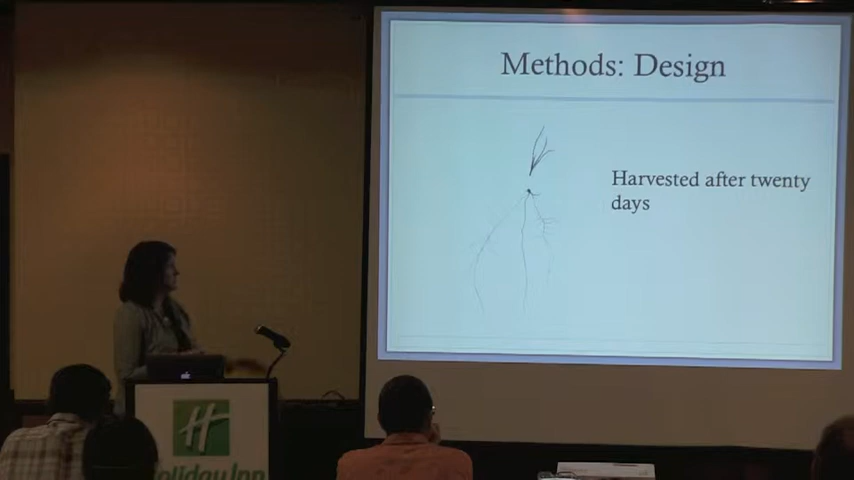 Methods: Design
Harvested after twenty
days
H
Holiday Inn